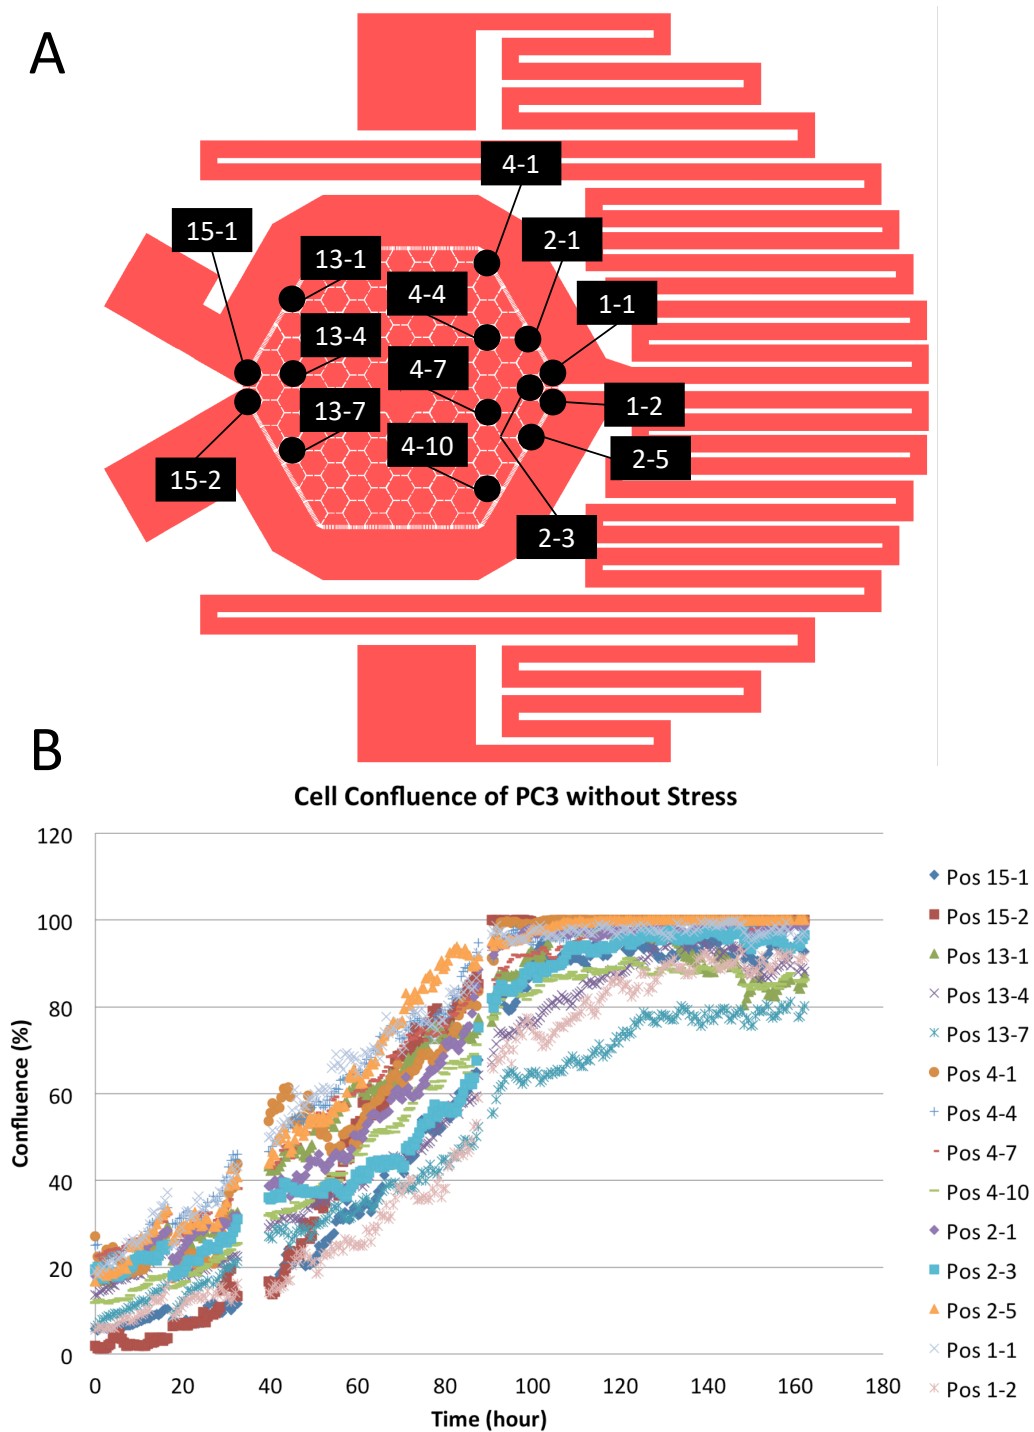 A
4-1
15-1
2-1
13-1
4-4
1-1
13-4
4-7
1-2
13-7
4-10
2-5
15-2
2-3
B
Cell Confluence of PC3 without Stress
120
100
80
60
40
20
0
Confluence (%)
0 20 40 60 80 100 120 140 160 180
Time (hour)
Pos 15-1
Pos 15-2
Pos 13-1
Pos 13-4
Pos 13-7
Pos 4-1
Pos 4-4
Pos 4-7
Pos 4-10
Pos 2-1
Pos 2-3
Pos 2-5
Pos 1-1
Pos 1-2